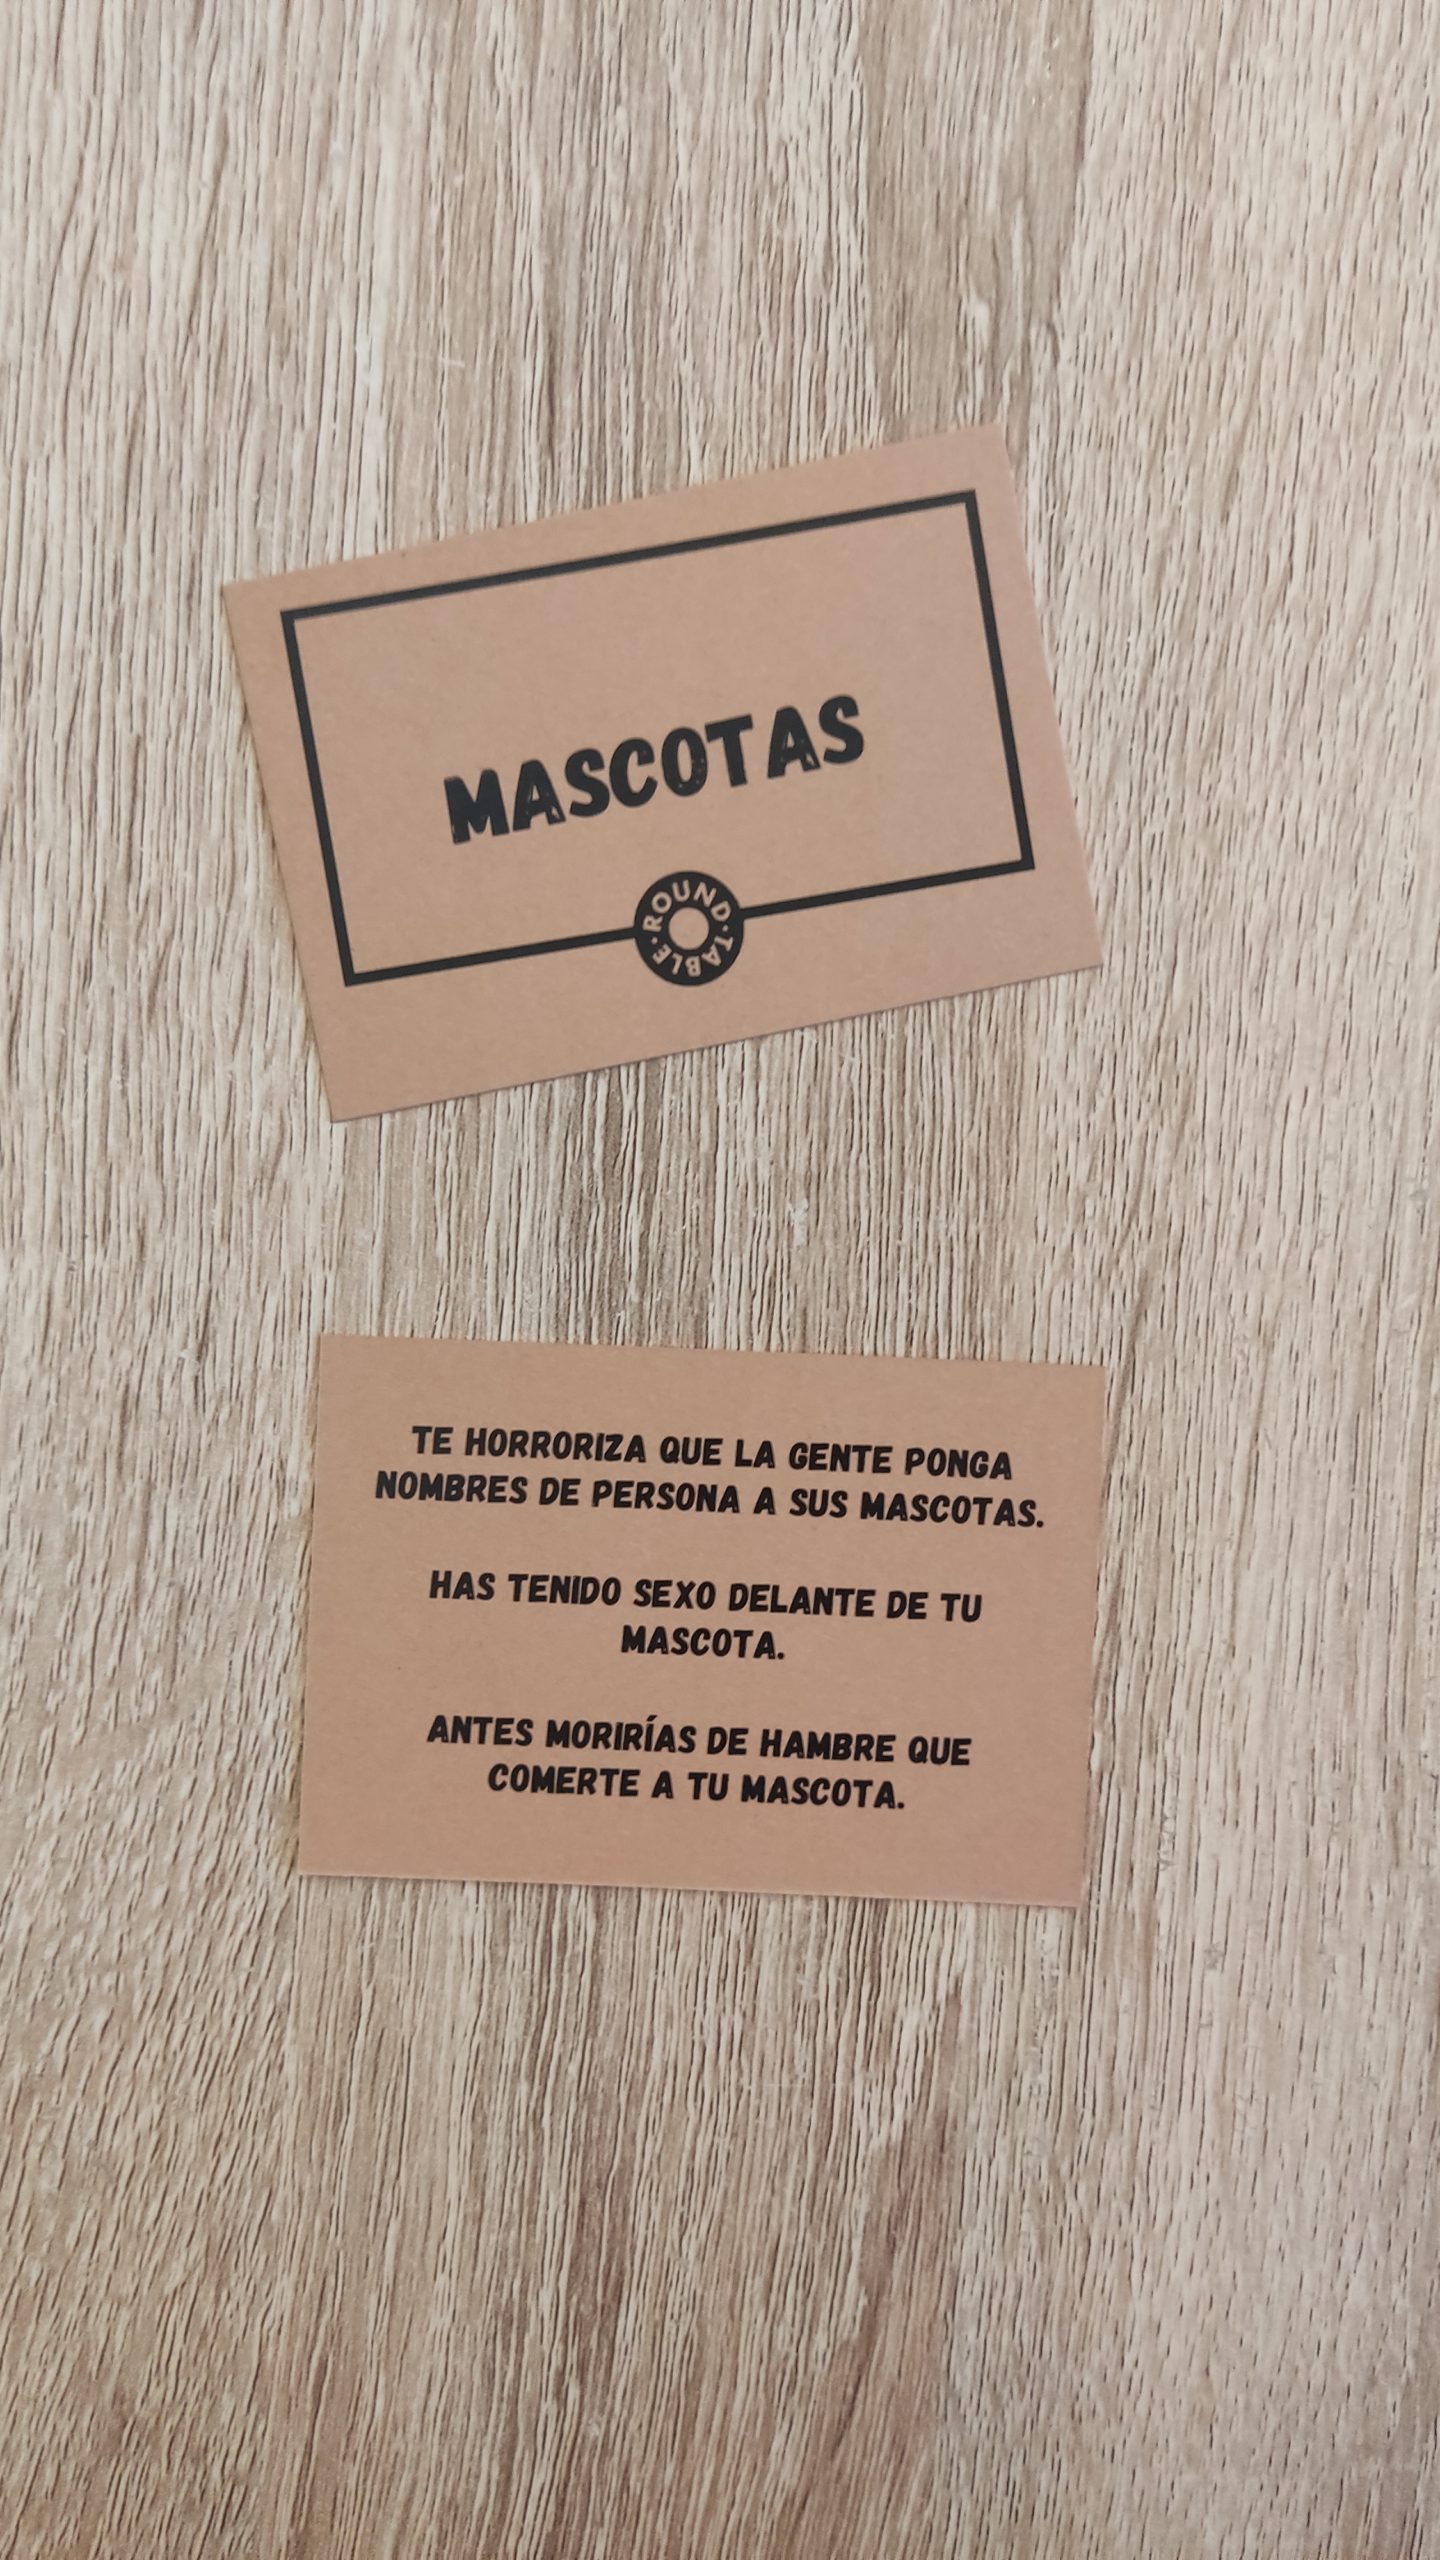 MASCOTAS
ROUND · TABLE ·
TE HORRORIZA QUE LA GENTE PONGA
NOMBRES DE PERSONA A SUS MASCOTAS.
HAS TENIDO SEXO DELANTE DE TU
MASCOTA.
ANTES MORIRÍAS DE HAMBRE QUE
COMERTE A TU MASCOTA.